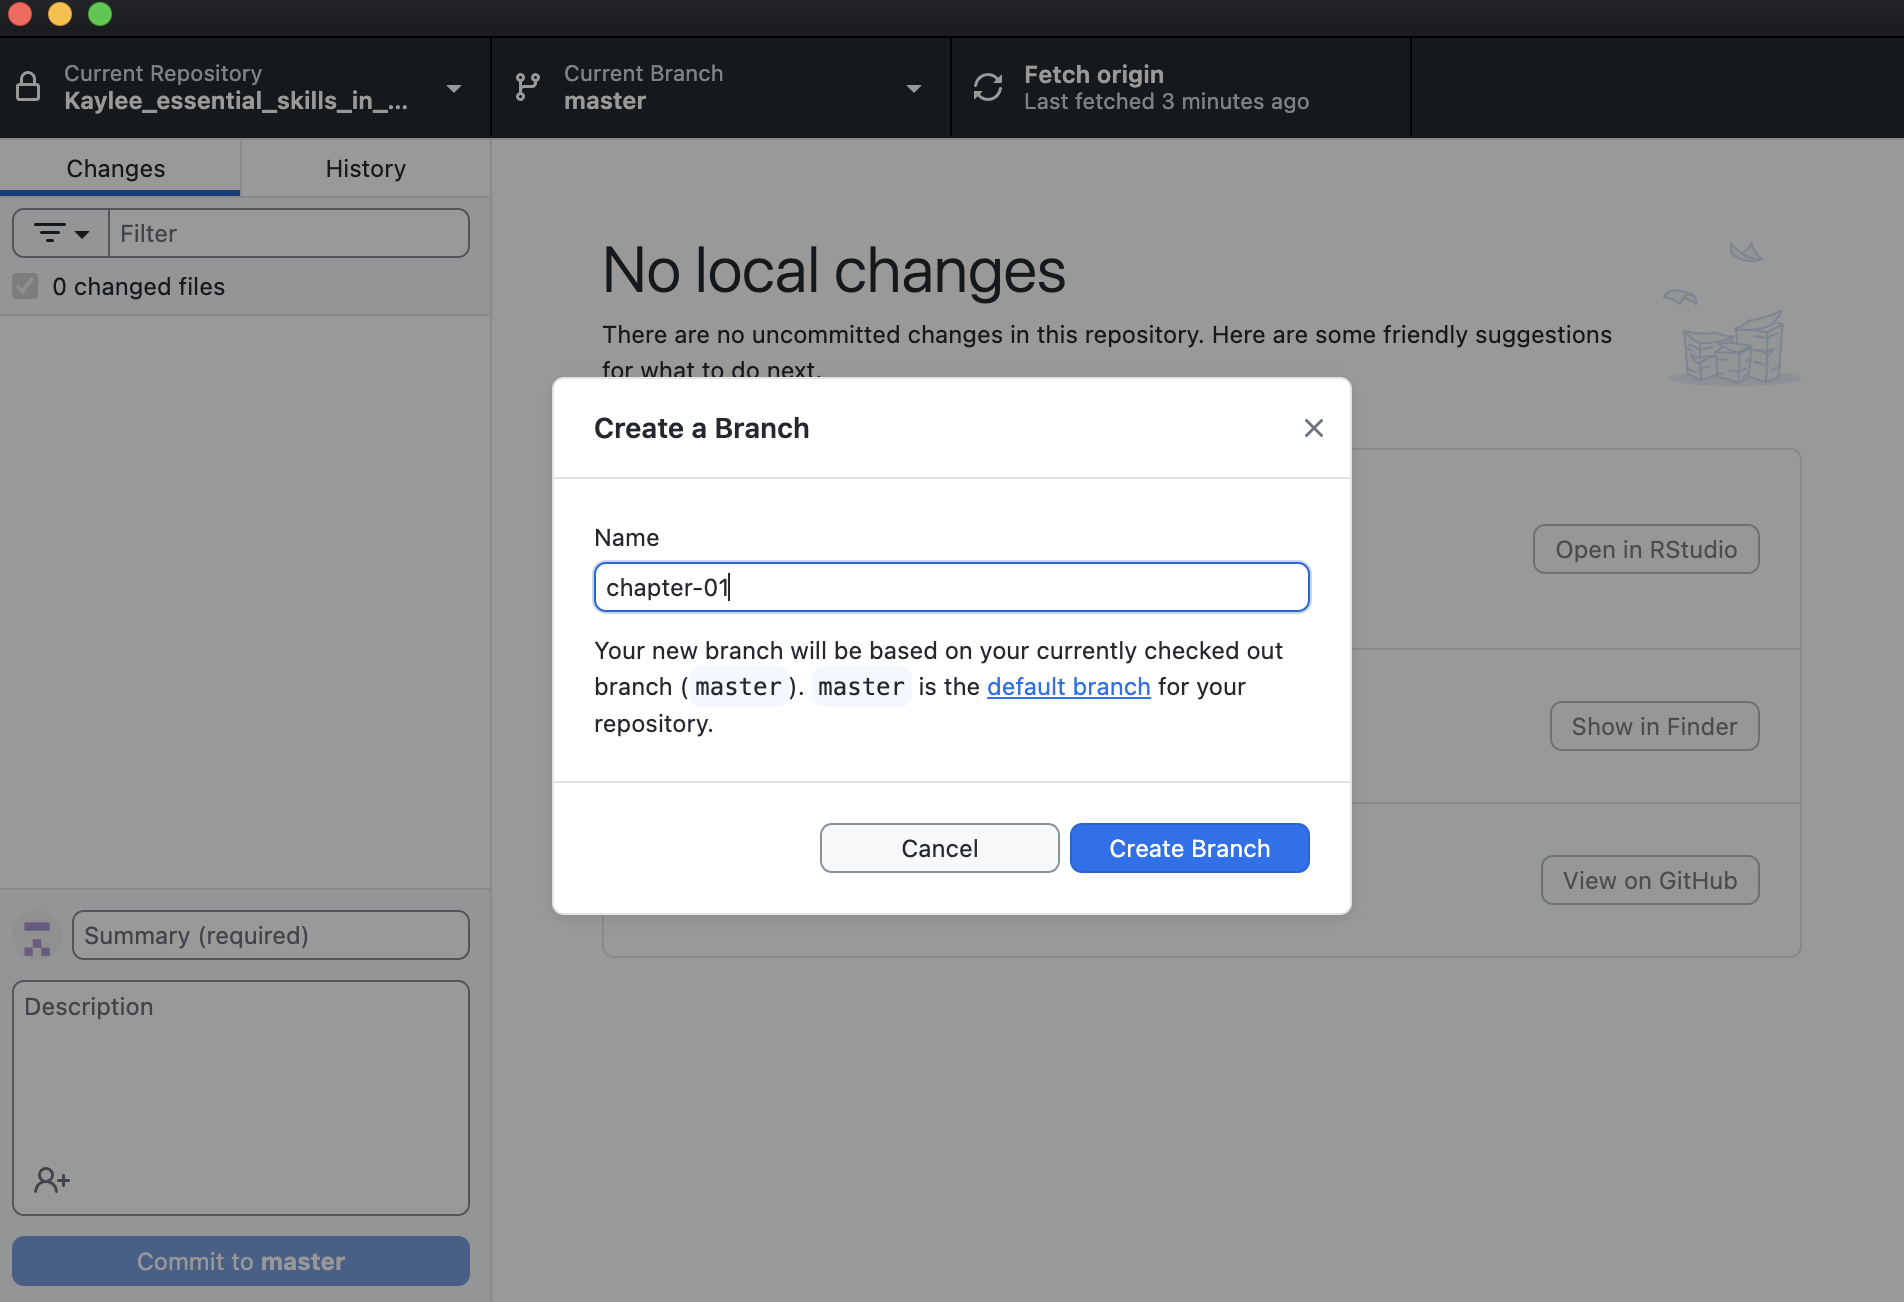 Current Repository
Kaylee_essential_skills_in_...
Current Branch
master
Fetch origin
Last fetched 3 minutes ago
Changes
History
Filter
0 changed files
No local changes
There are no uncommitted changes in this repository. Here are some friendly suggestions
for what to do next.
Create a Branch
Name
chapter-01
Your new branch will be based on your currently checked out
branch (master). master is the default branch for your
repository.
Cancel
Create Branch
Open in RStudio
Show in Finder
View on GitHub
Summary (required)
Description
Commit to master